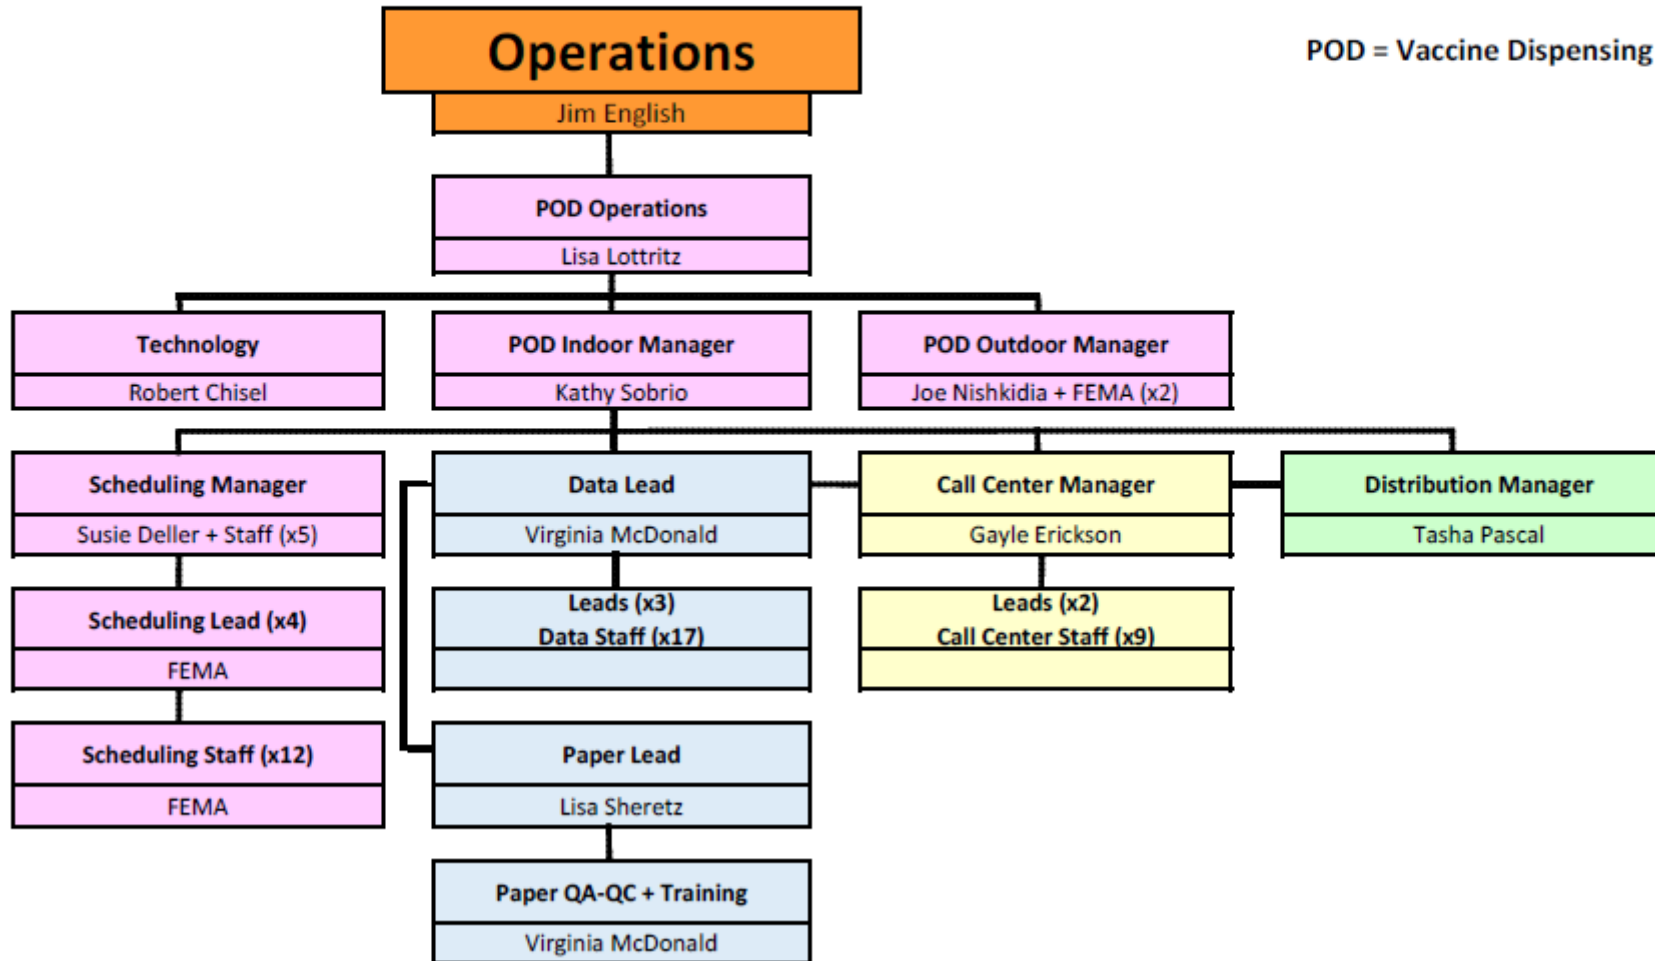 Operations
POD = Vaccine Dispensing
Jim English
POD Operations
Lisa Lottritz
Technology
Robert Chisel
POD Indoor Manager
Kathy Sobrio
POD Outdoor Manager
Joe Nishkidia + FEMA (x2)
Scheduling Manager
Susie Deller + Staff (x5)
Data Lead
Virginia McDonald
Call Center Manager
Gayle Erickson
Distribution Manager
Tasha Pascal
Scheduling Lead (x4)
FEMA
Leads (x3)
Data Staff (x17)
Leads (x2)
Call Center Staff (x9)
Scheduling Staff (x12)
FEMA
Paper Lead
Lisa Sheretz
Paper QA-QC + Training
Virginia McDonald